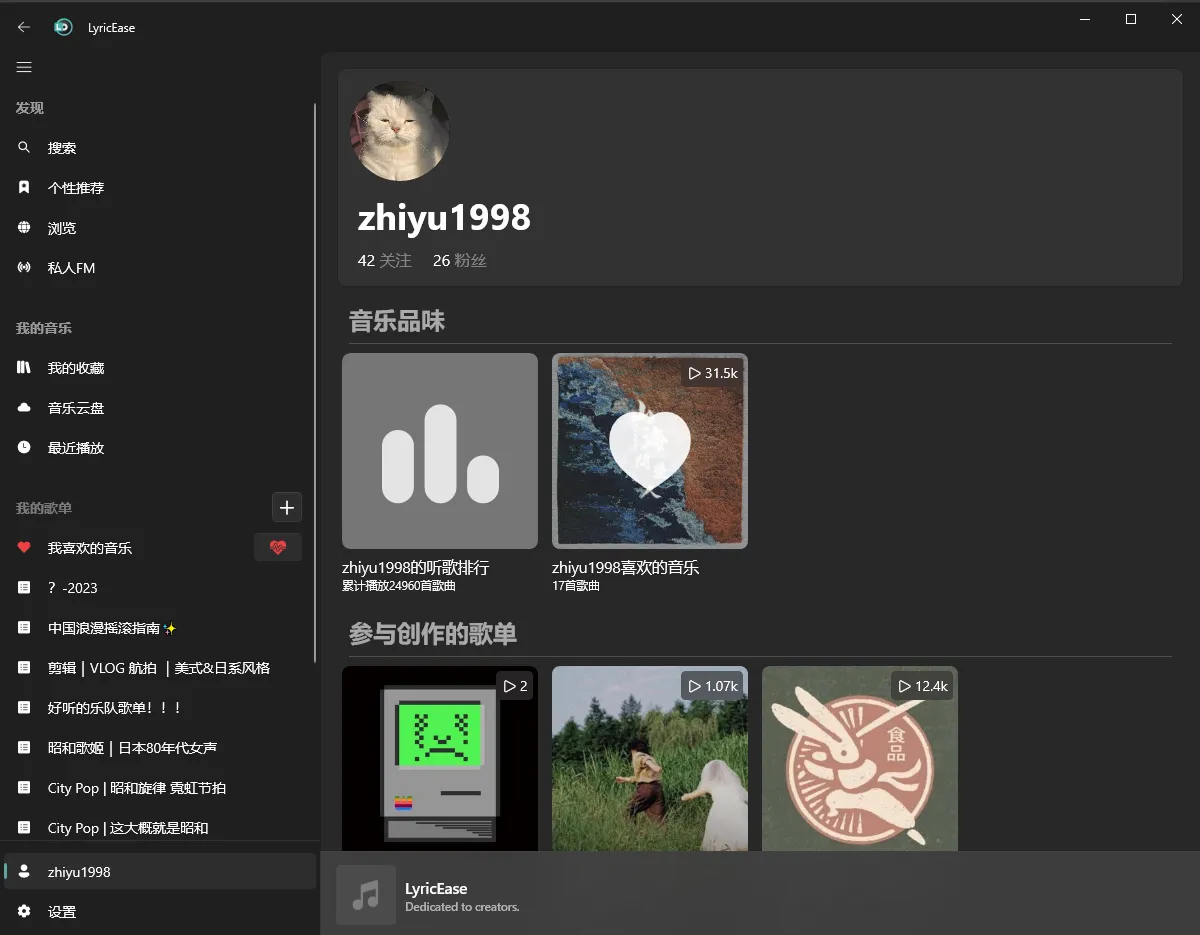 LyricEase
发现
搜索
个性推荐
浏览
私人FM
我的音乐
我的收藏
音乐云盘
最近播放
我的歌单
我喜欢的音乐
？-2023
中国浪漫摇滚指南✨
剪辑 | VLOG 航拍 | 美式&日系风格
好听的乐队歌单！！！
昭和歌姬 | 日本80年代女声
City Pop | 昭和旋律 霓虹节拍
City Pop | 这大概就是昭和
zhiyu1998
设置
zhiyu1998
42 关注 26 粉丝
音乐品味
31.5k
zhiyu1998的听歌排行
累计播放24960首歌曲
zhiyu1998喜欢的音乐
17首歌曲
参与创作的歌单
2
1.07k
12.4k
食品
LyricEase
Dedicated to creators.